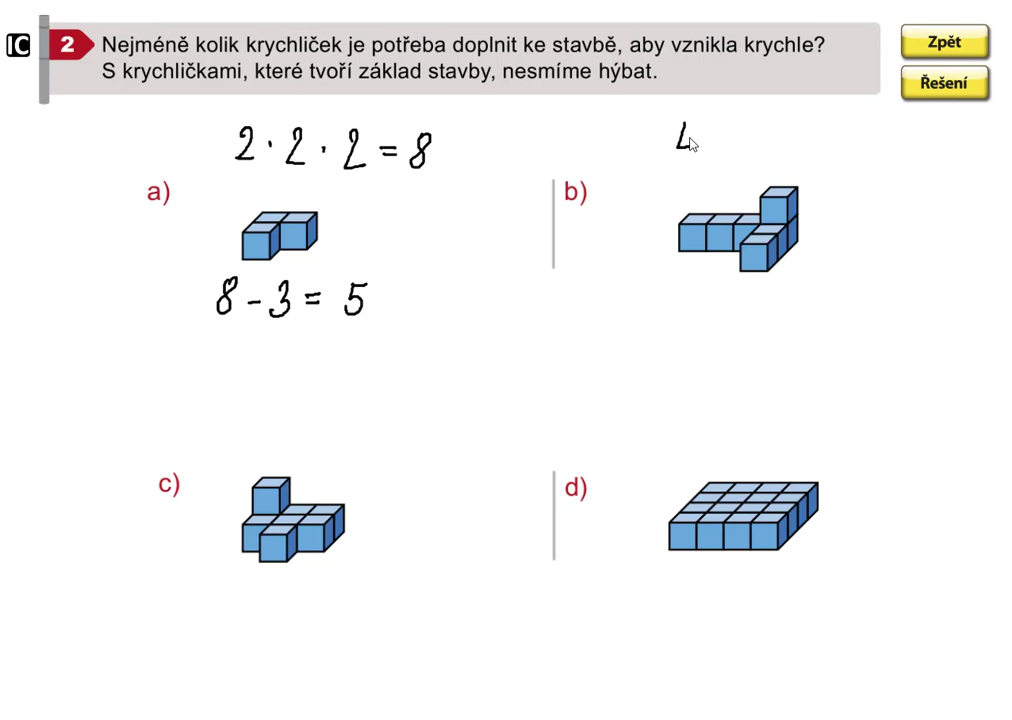 IC
2 Nejméně kolik krychliček je potřeba doplnit ke stavbě, aby vznikla krychle?
S krychličkami, které tvoří základ stavby, nesmíme hýbat.
Zpět
Řešení
2 · 2 · 2 = 8
a)
8 - 3 = 5
b)
c)
d)